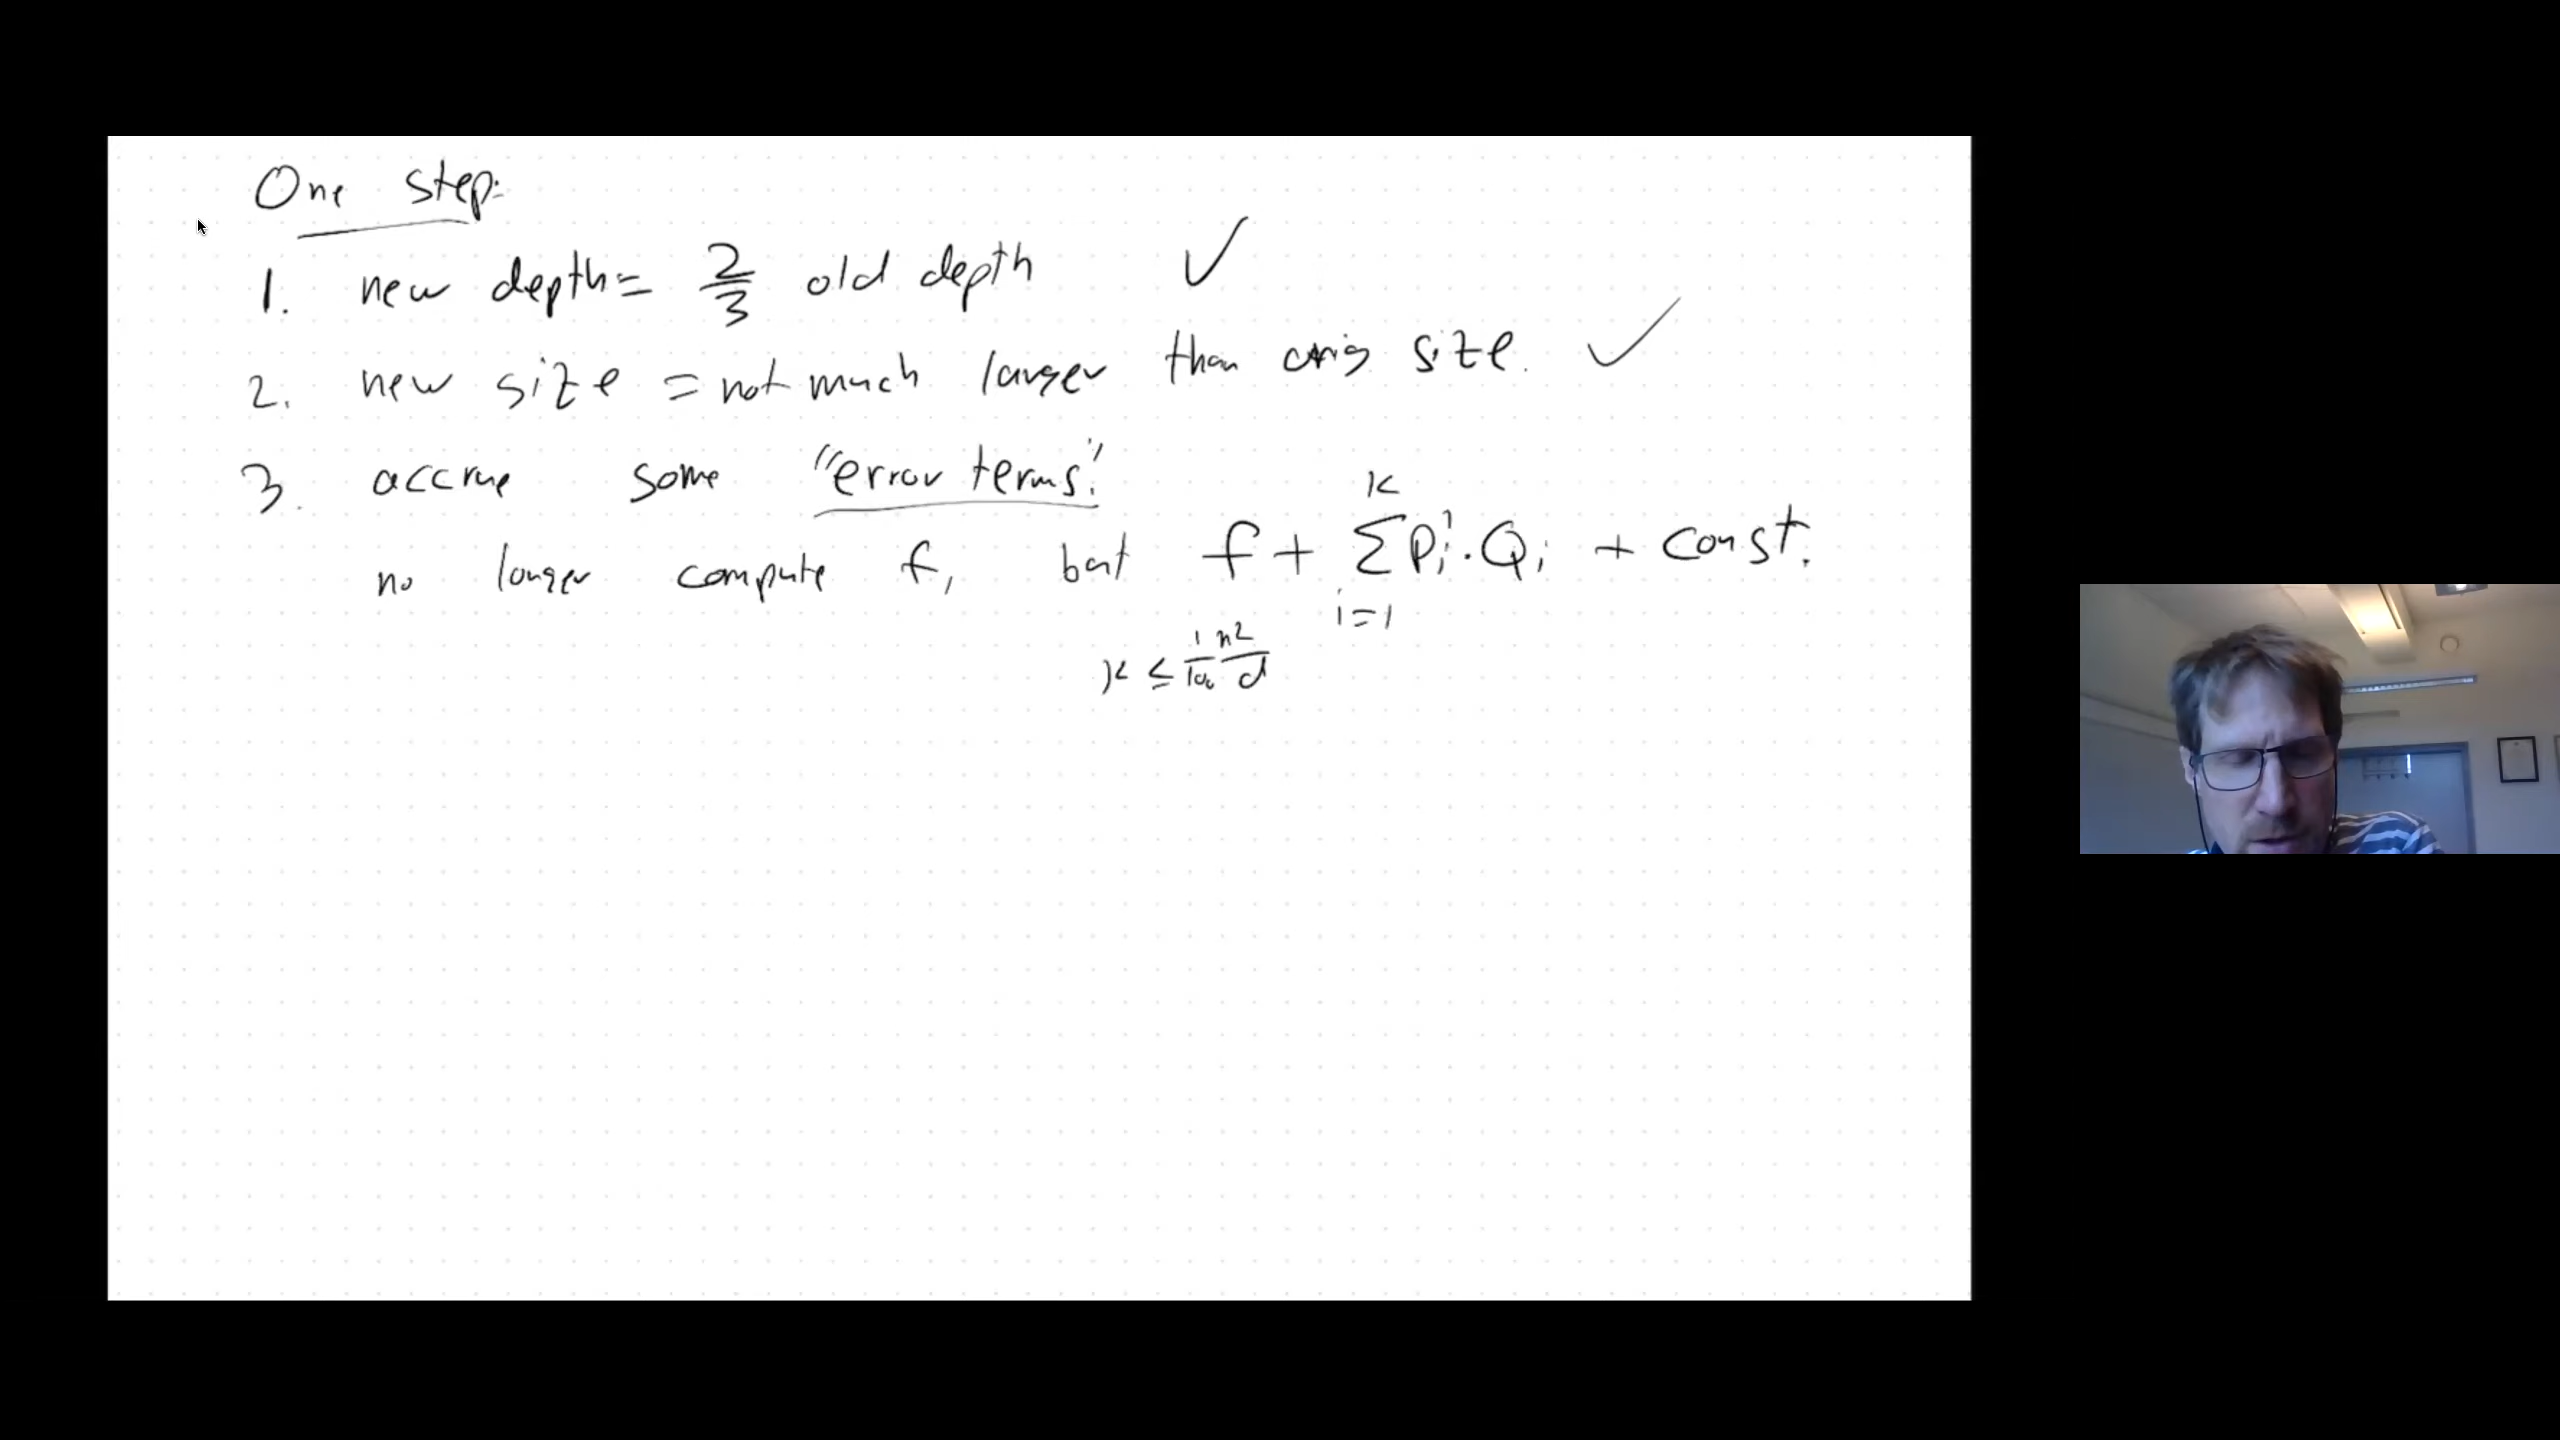 One step:
1. new depth = 2/3 old depth ✓
2. new size = not much larger than orig size. ✓
3. accrue some "error terms."
no longer compute f, but f + ∑_{i=1}^{K} P_i · Q_i + const.
K ≤ 1/100 n²/d